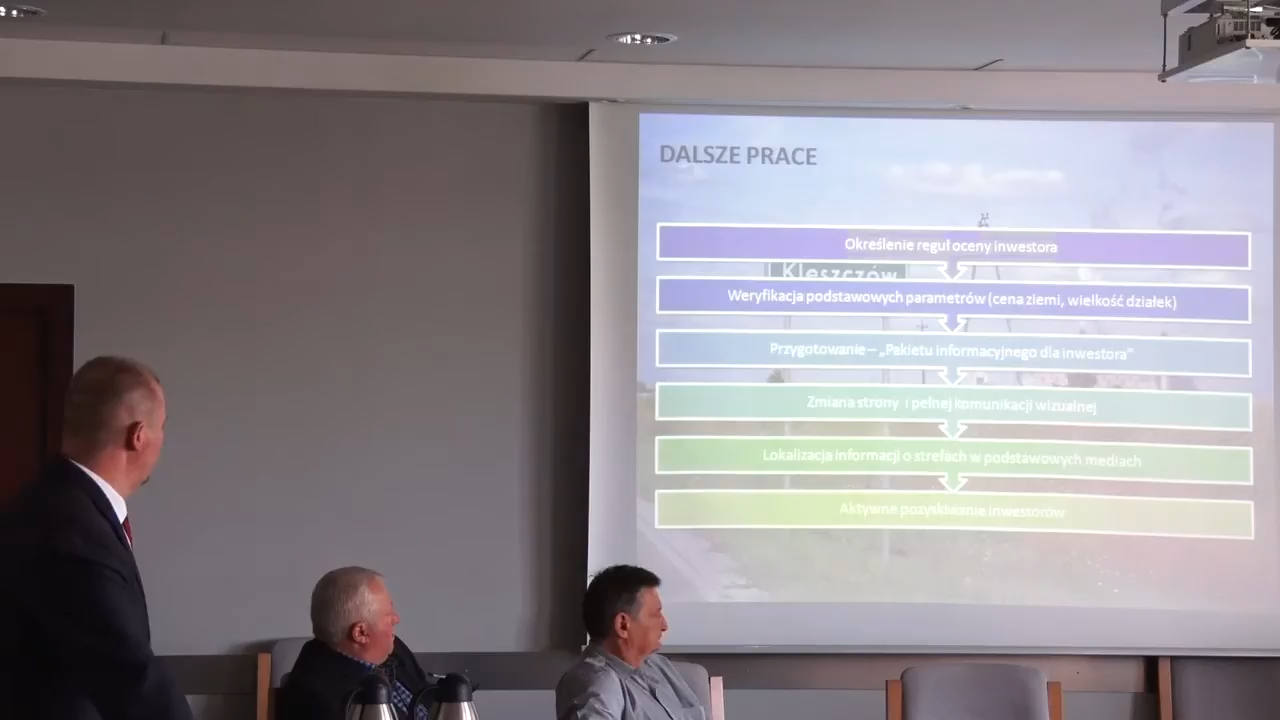 DALSZE PRACE
Określenie reguł oceny inwestora
Kleszczów
Weryfikacja podstawowych parametrów (cena ziemi, wielkość działek)
Przygotowanie – „Pakietu informacyjnego dla inwestora”
Zmiana strony i pełnej komunikacji wizualnej
Lokalizacja informacji o strefach w podstawowych mediach
Aktywne pozyskiwanie inwestorów